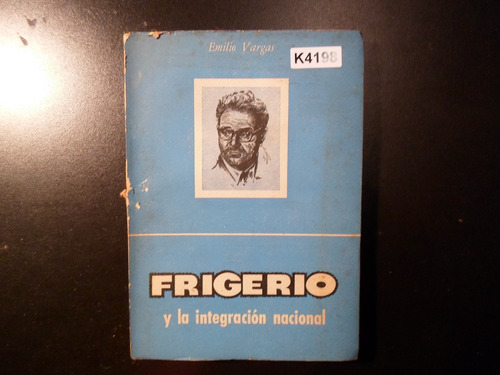 Emilio Vargas
K4198
FRIGERIO
y la integración nacional